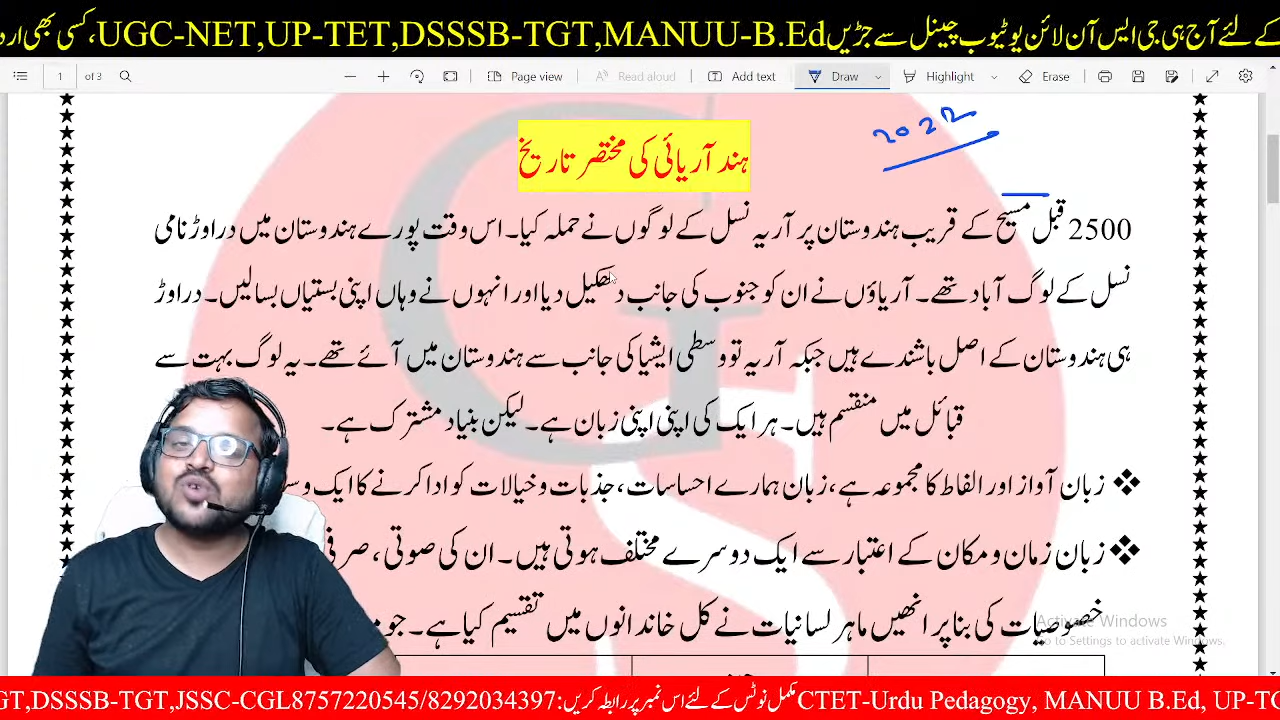 کے لئے آج ہی جی ایس آن لائن یوٹیوب چینل سے جڑیں UGC-NET,UP-TET,DSSSB-TGT,MANUU-B.Ed، کسی بھی ارد
1 of 3 Page view Read aloud Add text Draw Highlight Erase
2022
ہند آریائی کی مختصر تاریخ
2500 قبل مسیح کے قریب ہندوستان پر آریہ نسل کے لوگوں نے حملہ کیا۔ اس وقت پورے ہندوستان میں دراوڑ نامی
نسل کے لوگ آباد تھے۔ آریاؤں نے ان کو جنوب کی جانب دھکیل دیا اور انہوں نے وہاں اپنی بستیاں بسا لیں۔ دراوڑ
ہی ہندوستان کے اصل باشندے ہیں جبکہ آریہ تو وسطی ایشیا کی جانب سے ہندوستان میں آئے تھے۔ یہ لوگ بہت سے
قبائل میں منقسم ہیں۔ ہر ایک کی اپنی اپنی زبان ہے۔ لیکن بنیاد مشترک ہے۔
❖ زبان آواز اور الفاظ کا مجموعہ ہے، زبان ہمارے احساسات، جذبات و خیالات کو ادا کرنے کا ایک وس
❖ زبان زمان و مکان کے اعتبار سے ایک دوسرے مختلف ہوتی ہیں۔ ان کی صوتی، صرفی
خصوصیات کی بنا پر انھیں ماہر لسانیات نے کل خاندانوں میں تقسیم کیا ہے۔ جو
Activate Windows
Go to Settings to activate Windows.
GT,DSSSB-TGT,JSSC-CGL مکمل نوٹس کے لئے اس نمبر پر رابطہ کریں:8757220545/8292034397 CTET-Urdu Pedagogy, MANUU B.Ed, UP-TG